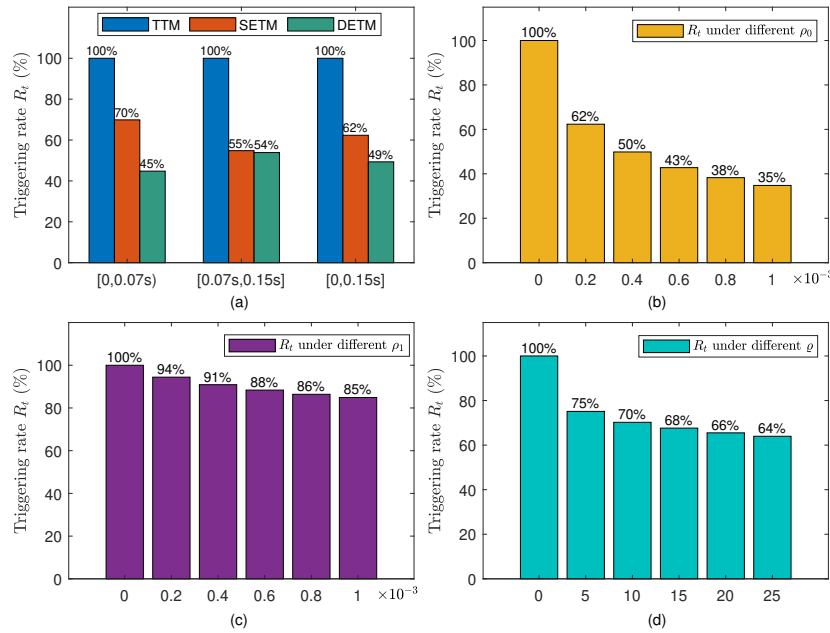 TTM SETM DETM
Triggering rate R_t (%)
100
80
60
40
20
0
100% 70% 45%
100% 55% 54%
100% 62% 49%
[0,0.07s) [0.07s,0.15s] [0,0.15s]
(a)
R_t under different ρ_0
Triggering rate R_t (%)
100
80
60
40
20
0
100% 62% 50% 43% 38% 35%
0 0.2 0.4 0.6 0.8 1 ×10^-3
(b)
R_t under different ρ_1
Triggering rate R_t (%)
100
80
60
40
20
0
100% 94% 91% 88% 86% 85%
0 0.2 0.4 0.6 0.8 1 ×10^-3
(c)
R_t under different ϱ
Triggering rate R_t (%)
100
80
60
40
20
0
100% 75% 70% 68% 66% 64%
0 5 10 15 20 25
(d)